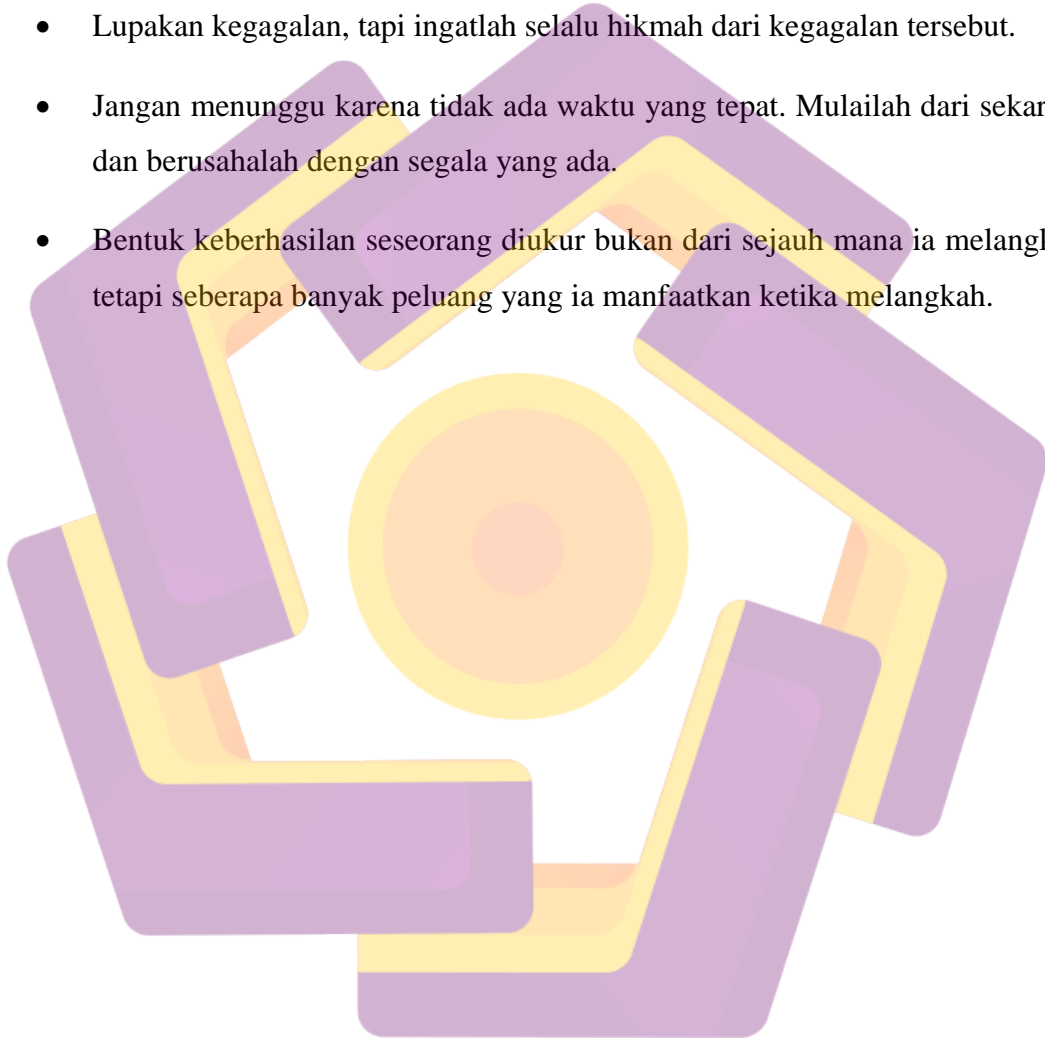 • Lupakan kegagalan, tapi ingatlah selalu hikmah dari kegagalan tersebut.
• Jangan menunggu karena tidak ada waktu yang tepat. Mulailah dari sekar
dan berusahalah dengan segala yang ada.
• Bentuk keberhasilan seseorang diukur bukan dari sejauh mana ia melangk
tetapi seberapa banyak peluang yang ia manfaatkan ketika melangkah.